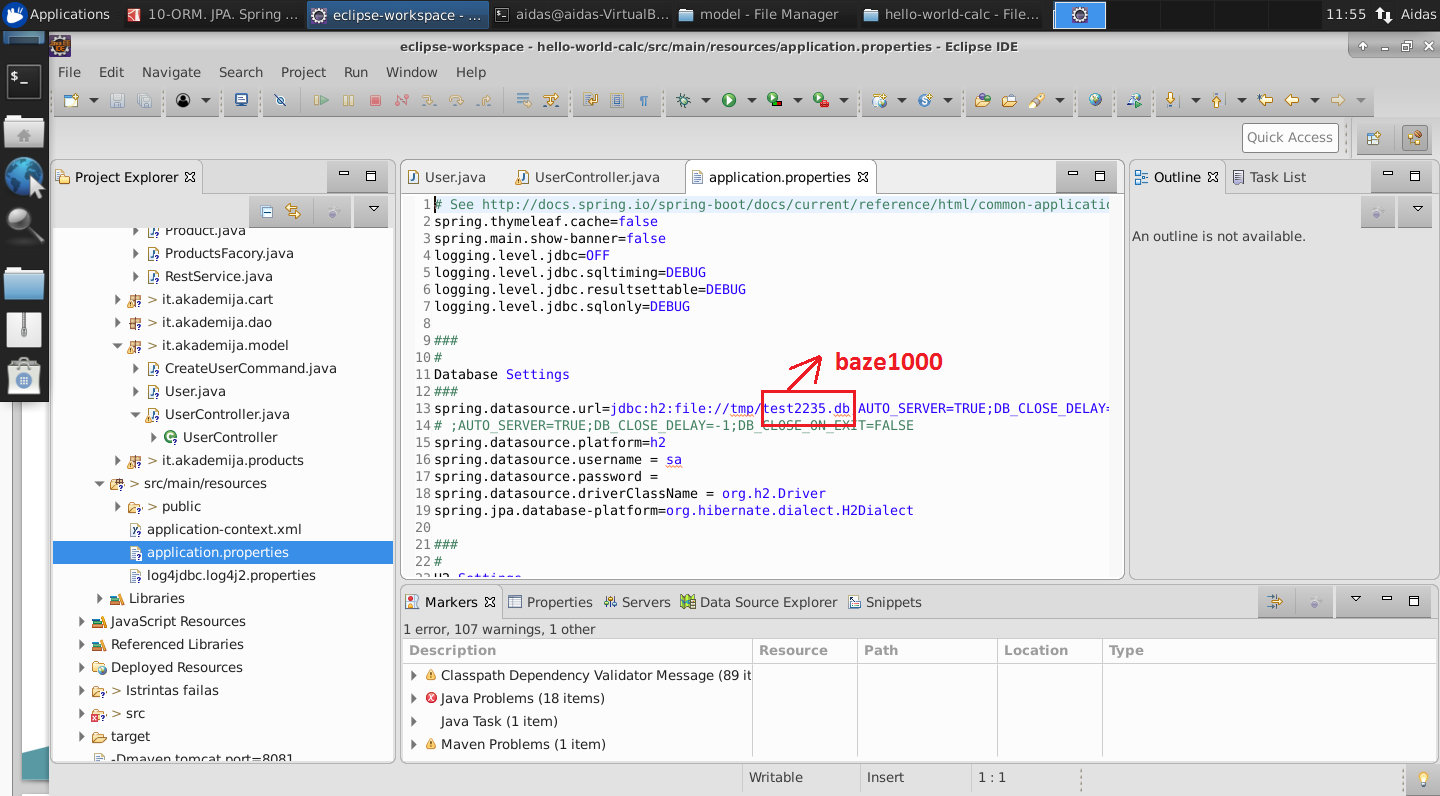 Applications
10-ORM. JPA. Spring ...
eclipse-workspace - ...
aidas@aidas-VirtualB...
model - File Manager
hello-world-calc - File...
11:55
Aidas
eclipse-workspace - hello-world-calc/src/main/resources/application.properties - Eclipse IDE
File Edit Navigate Search Project Run Window Help
Quick Access
Project Explorer
Product.java
ProductsFacory.java
RestService.java
> it.akademija.cart
> it.akademija.dao
> it.akademija.model
CreateUserCommand.java
User.java
UserController.java
UserController
> it.akademija.products
> src/main/resources
> public
application-context.xml
application.properties
log4jdbc.log4j2.properties
Libraries
JavaScript Resources
Referenced Libraries
Deployed Resources
> Istrintas failas
> src
target
-Dmaven.tomcat.port=8081
User.java
UserController.java
application.properties
1 # See http://docs.spring.io/spring-boot/docs/current/reference/html/common-applicatio
2 spring.thymeleaf.cache=false
3 spring.main.show-banner=false
4 logging.level.jdbc=OFF
5 logging.level.jdbc.sqltiming=DEBUG
6 logging.level.jdbc.resultsettable=DEBUG
7 logging.level.jdbc.sqlonly=DEBUG
8
9 ###
10 #
11 Database Settings
12 ###
13 spring.datasource.url=jdbc:h2:file://tmp/test2235.db AUTO_SERVER=TRUE;DB_CLOSE_DELAY=
14 # ;AUTO_SERVER=TRUE;DB_CLOSE_DELAY=-1;DB_CLOSE_ON_EXIT=FALSE
15 spring.datasource.platform=h2
16 spring.datasource.username = sa
17 spring.datasource.password =
18 spring.datasource.driverClassName = org.h2.Driver
19 spring.jpa.database-platform=org.hibernate.dialect.H2Dialect
20
21 ###
22 #
23 H2 Settings
baze1000
Outline
Task List
An outline is not available.
Markers
Properties
Servers
Data Source Explorer
Snippets
1 error, 107 warnings, 1 other
Description Resource Path Location Type
Classpath Dependency Validator Message (89 it
Java Problems (18 items)
Java Task (1 item)
Maven Problems (1 item)
Writable Insert 1 : 1